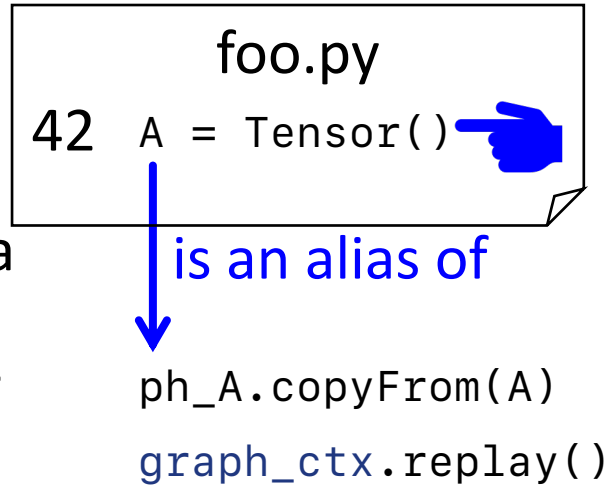 foo.py
42 A = Tensor()
a
is an alias of
ph_A.copyFrom(A)
graph_ctx.replay()